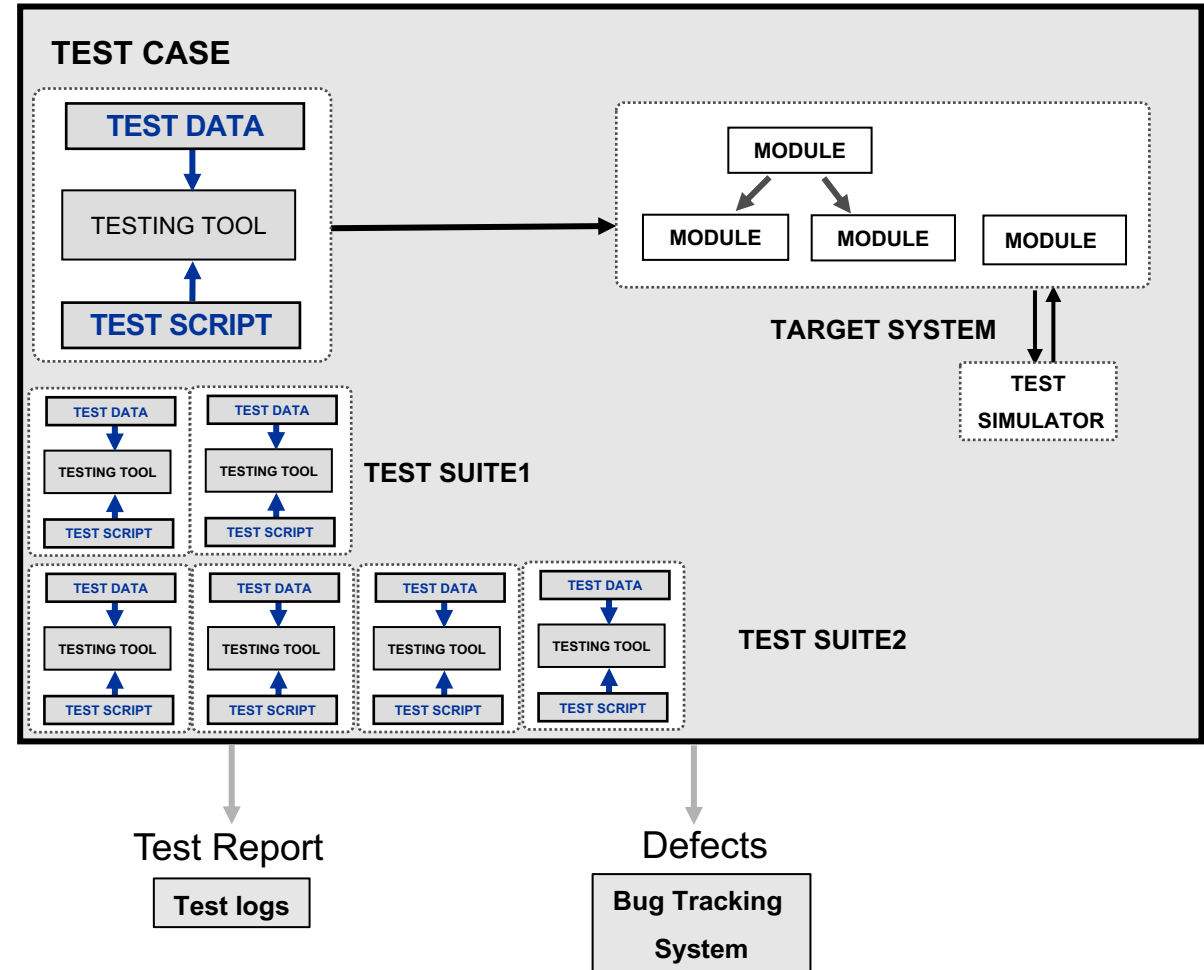 TEST CASE
TEST DATA
TESTING TOOL
TEST SCRIPT
MODULE
MODULE
MODULE
MODULE
TARGET SYSTEM
TEST
SIMULATOR
TEST DATA
TESTING TOOL
TEST SCRIPT
TEST DATA
TESTING TOOL
TEST SCRIPT
TEST SUITE1
TEST DATA
TESTING TOOL
TEST SCRIPT
TEST DATA
TESTING TOOL
TEST SCRIPT
TEST DATA
TESTING TOOL
TEST SCRIPT
TEST DATA
TESTING TOOL
TEST SCRIPT
TEST SUITE2
Test Report
Test logs
Defects
Bug Tracking
System